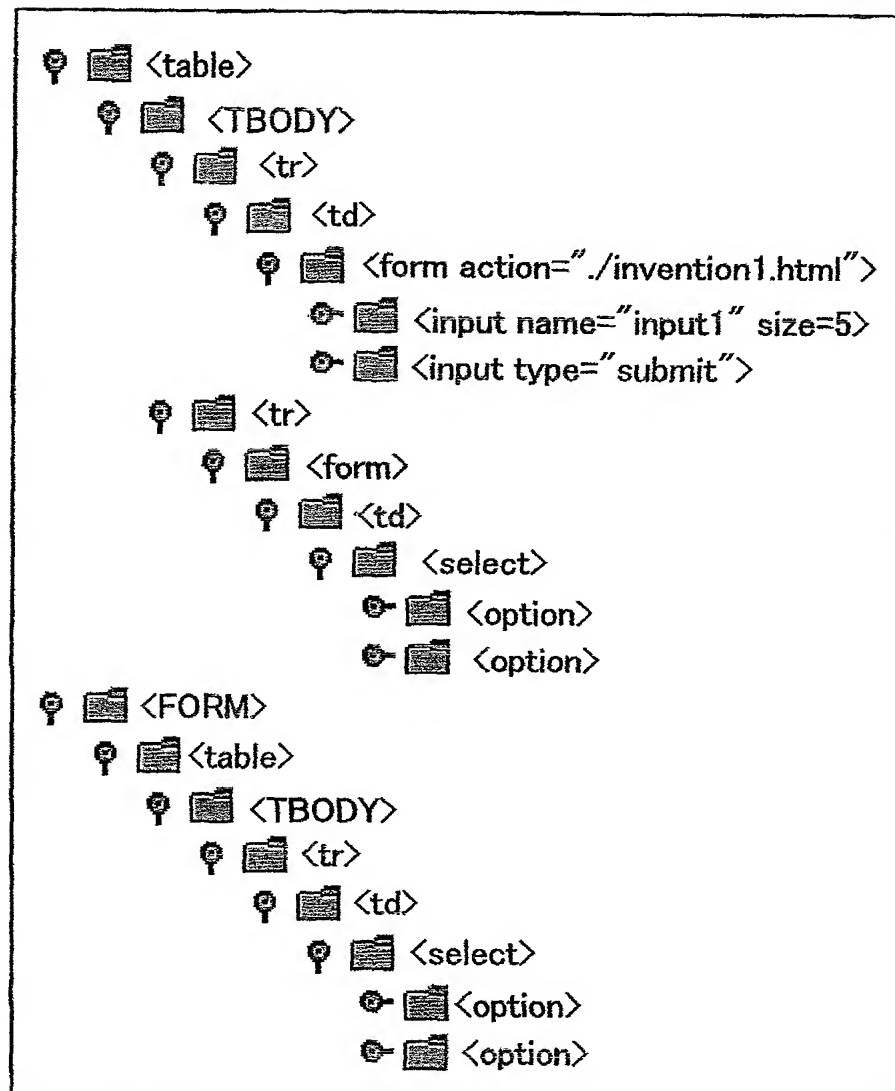 <table>
<TBODY>
<tr>
<td>
<form action="./invention1.html">
<input name="input1" size=5>
<input type="submit">
<tr>
<form>
<td>
<select>
<option>
<option>
<FORM>
<table>
<TBODY>
<tr>
<td>
<select>
<option>
<option>